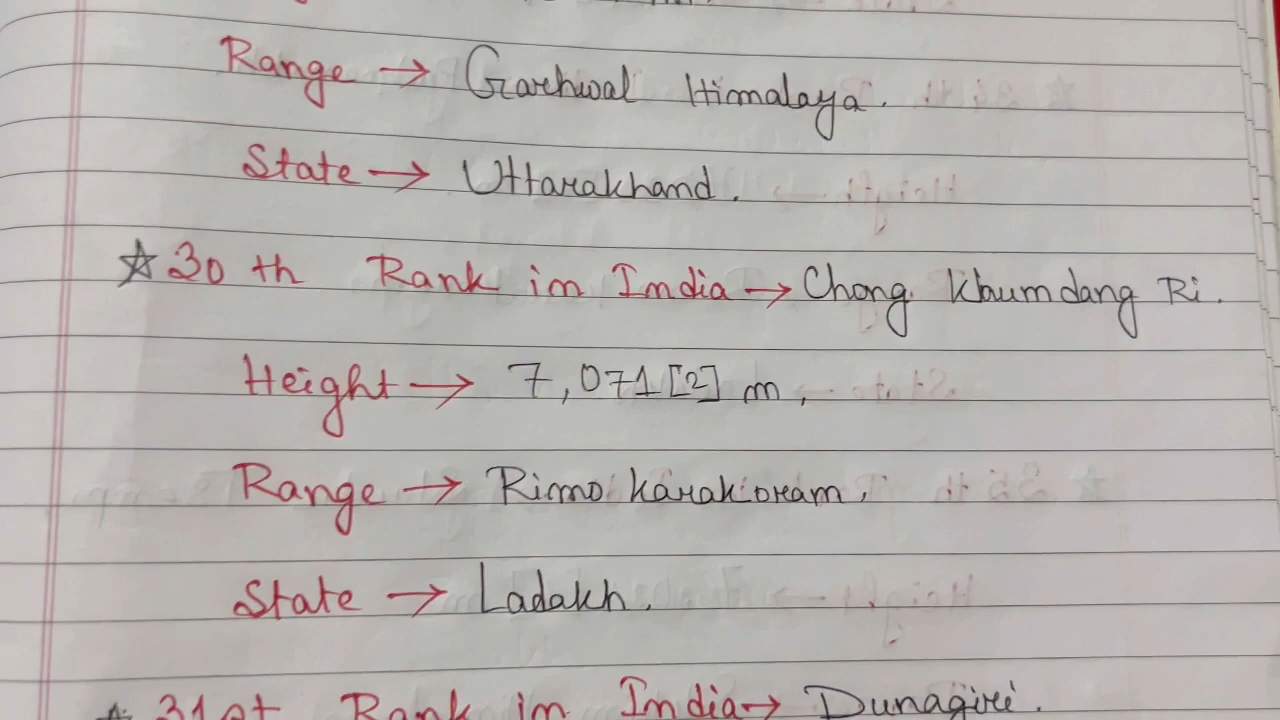 Range → Garhwal Himalaya.
State → Uttarakhand.
☆ 30 th Rank in India → Chong Khumdang Ri.
Height → 7,071[2] m.
Range → Rimo Karakoram.
State → Ladakh.
31st Rank in India → Dunagiri.